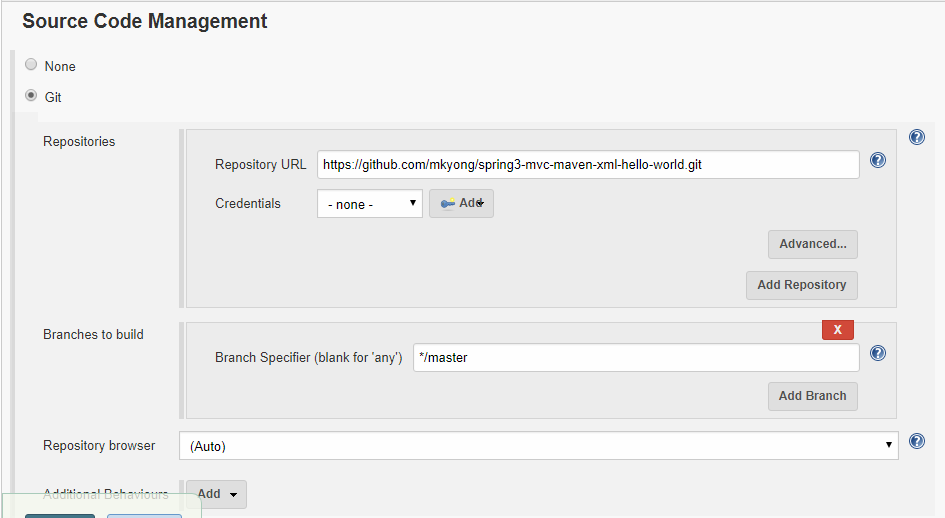 Source Code Management
None
Git
Repositories
Repository URL https://github.com/mkyong/spring3-mvc-maven-xml-hello-world.git
Credentials - none - Add
Advanced...
Add Repository
Branches to build
X
Branch Specifier (blank for 'any') */master
Add Branch
Repository browser (Auto)
Additional Behaviours Add